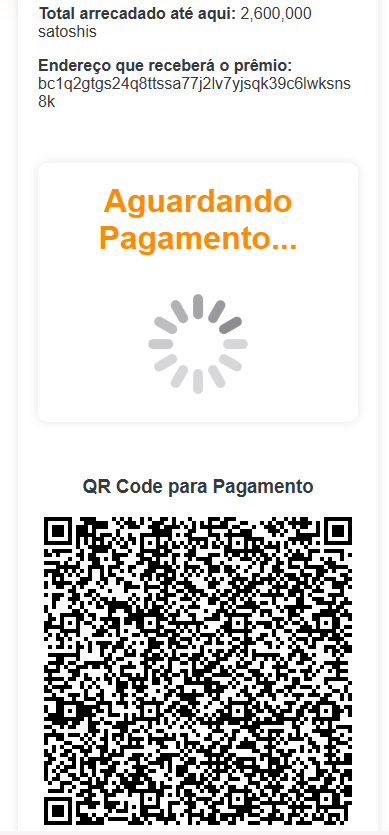 Total arrecadado até aqui: 2,600,000
satoshis
Endereço que receberá o prêmio:
bc1q2gtgs24q8ttssa77j2lv7yjsqk39c6lwksns
8k
Aguardando
Pagamento...
QR Code para Pagamento